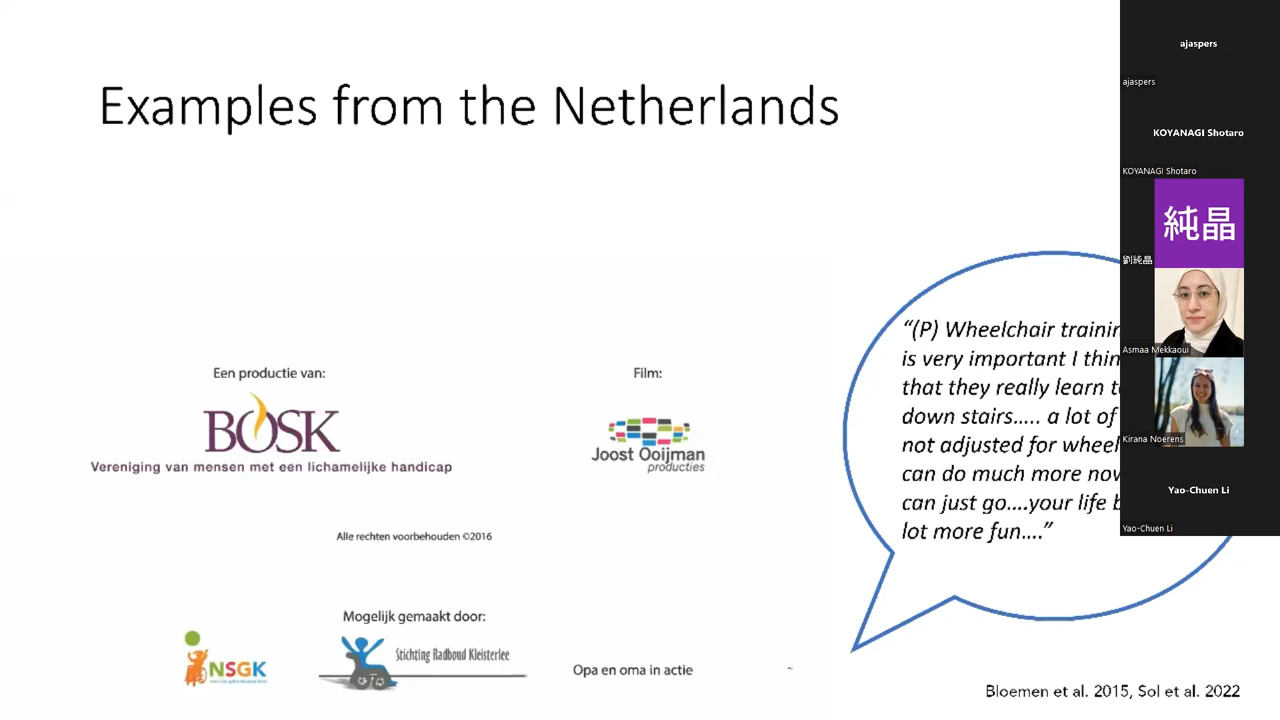 Examples from the Netherlands
Een productie van:
BOSK
Vereniging van mensen met een lichamelijke handicap
Film:
Joost Ooijman
producties
Alle rechten voorbehouden ©2016
Mogelijk gemaakt door:
NSGK
Stichting Radboud Kleisterlee
Opa en oma in actie
“(P) Wheelchair trainin
is very important I thin
that they really learn t
down stairs….. a lot of
not adjusted for wheel
can do much more now
can just go….your life b
lot more fun….”
Bloemen et al. 2015, Sol et al. 2022
ajaspers
ajaspers
KOYANAGI Shotaro
KOYANAGI Shotaro
純晶
劉純晶
Asmaa Mekkaoui
Kirana Noerens
Yao-Chuen Li
Yao-Chuen Li